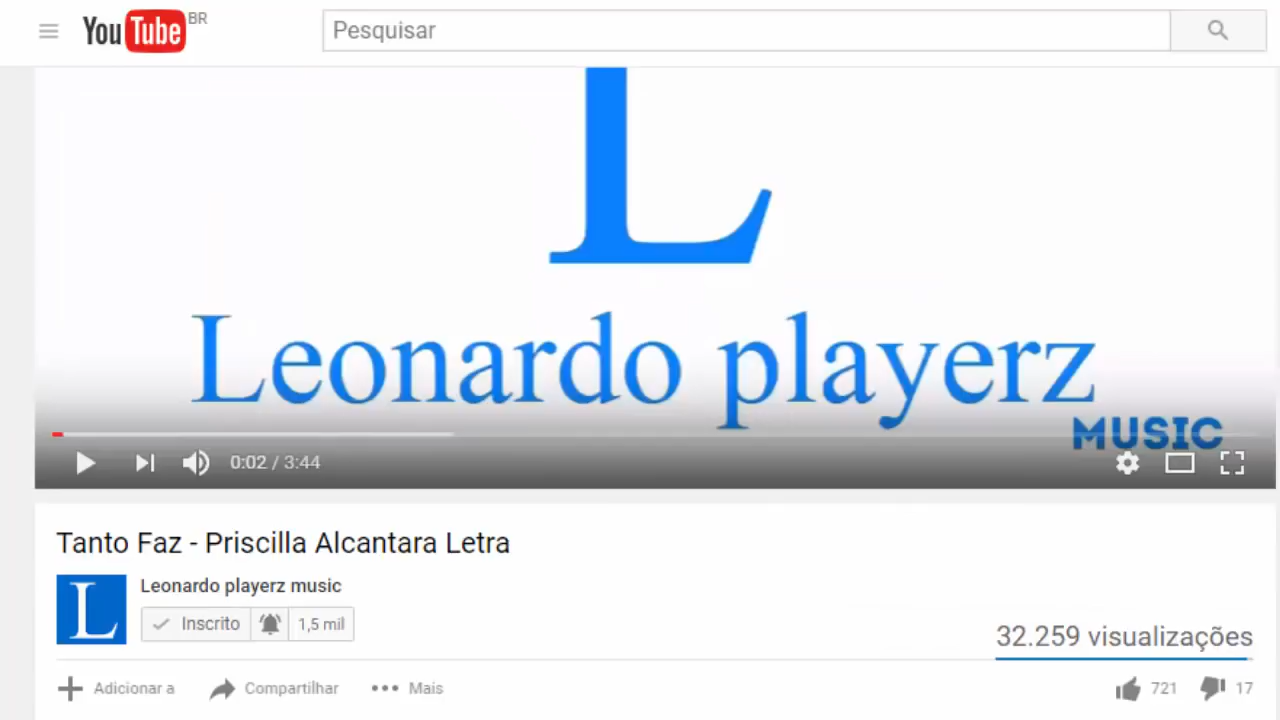 YouTube BR
Pesquisar
L
Leonardo playerz
MUSIC
0:02 / 3:44
Tanto Faz - Priscilla Alcantara Letra
L
Leonardo playerz music
Inscrito 1,5 mil
32.259 visualizações
Adicionar a Compartilhar Mais 721 17